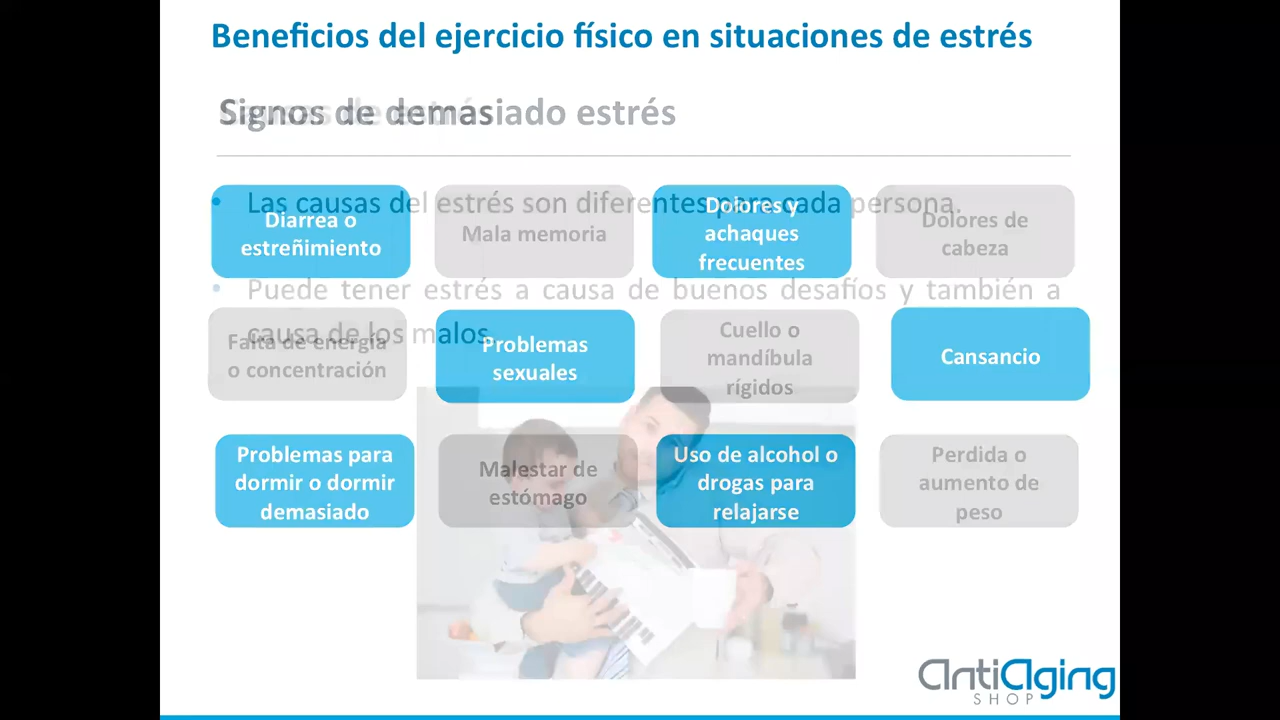 Beneficios del ejercicio físico en situaciones de estrés
Signos de demasiado estrés
Las causas del estrés son diferentes para cada persona.
Diarrea o
estreñimiento
Mala memoria
Dolores y
achaques
frecuentes
Dolores de
cabeza
Puede tener estrés a causa de buenos desafíos y también a
causa de los malos.
Falta de energía
o concentración
Problemas
sexuales
Cuello o
mandíbula
rígidos
Cansancio
Problemas para
dormir o dormir
demasiado
Malestar de
estómago
Uso de alcohol o
drogas para
relajarse
Perdida o
aumento de
peso
antiAging
SHOP